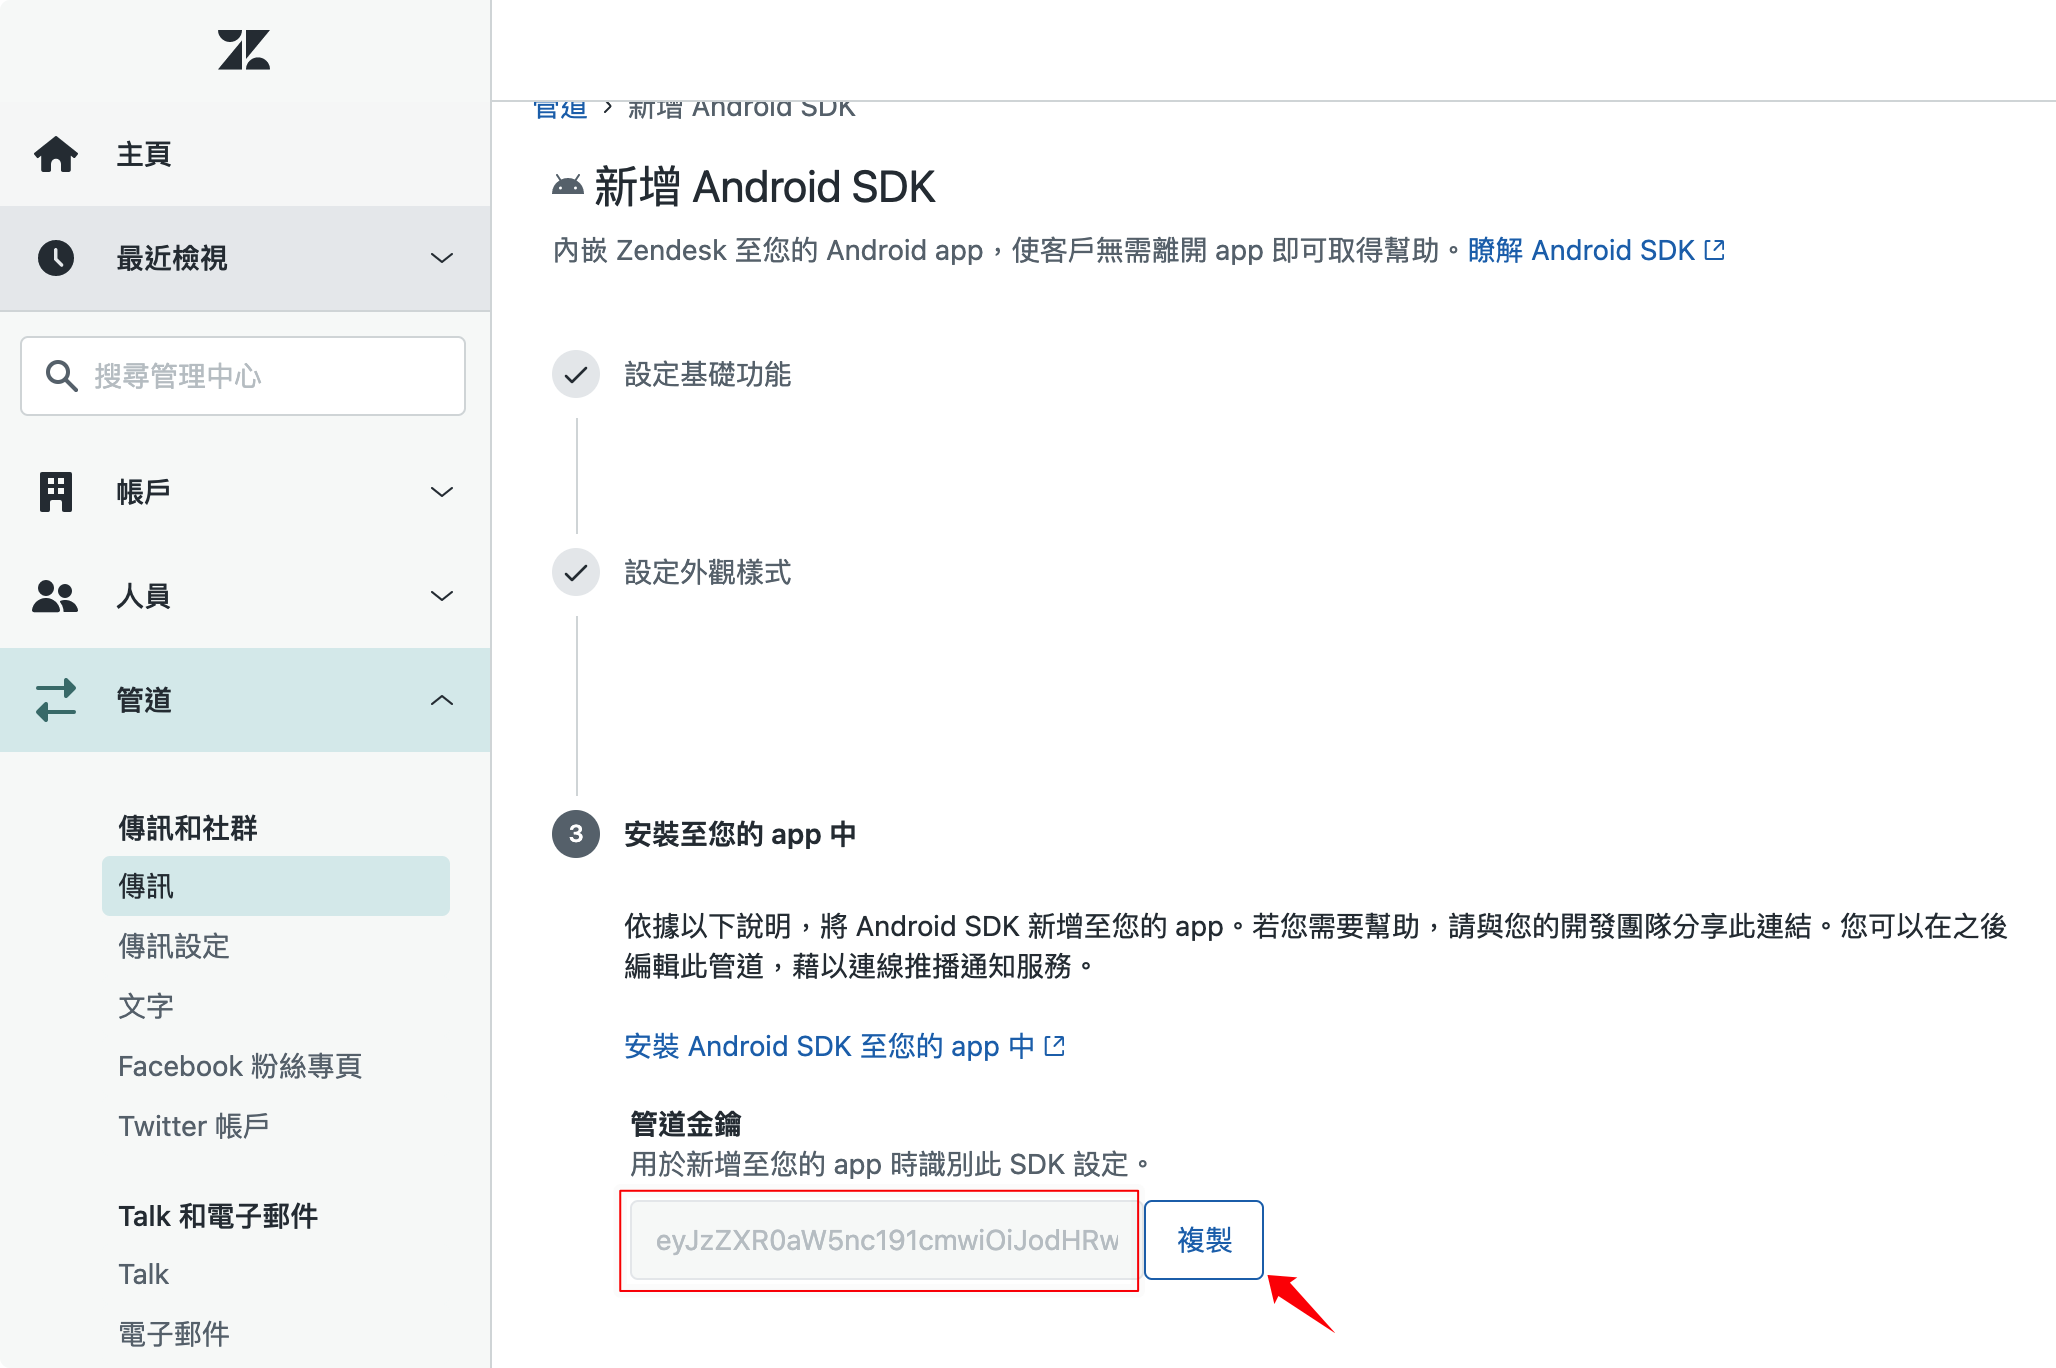 主頁
最近檢視
搜尋管理中心
帳戶
人員
管道
傳訊和社群
傳訊
傳訊設定
文字
Facebook 粉絲專頁
Twitter 帳戶
Talk 和電子郵件
Talk
電子郵件
管道 › 新增 Android SDK
新增 Android SDK
內嵌 Zendesk 至您的 Android app，使客戶無需離開 app 即可取得幫助。瞭解 Android SDK
設定基礎功能
設定外觀樣式
3 安裝至您的 app 中
依據以下說明，將 Android SDK 新增至您的 app。若您需要幫助，請與您的開發團隊分享此連結。您可以在之後
編輯此管道，藉以連線推播通知服務。
安裝 Android SDK 至您的 app 中
管道金鑰
用於新增至您的 app 時識別此 SDK 設定。
eyJzZXR0aW5nc191cmwiOiJodHRw
複製